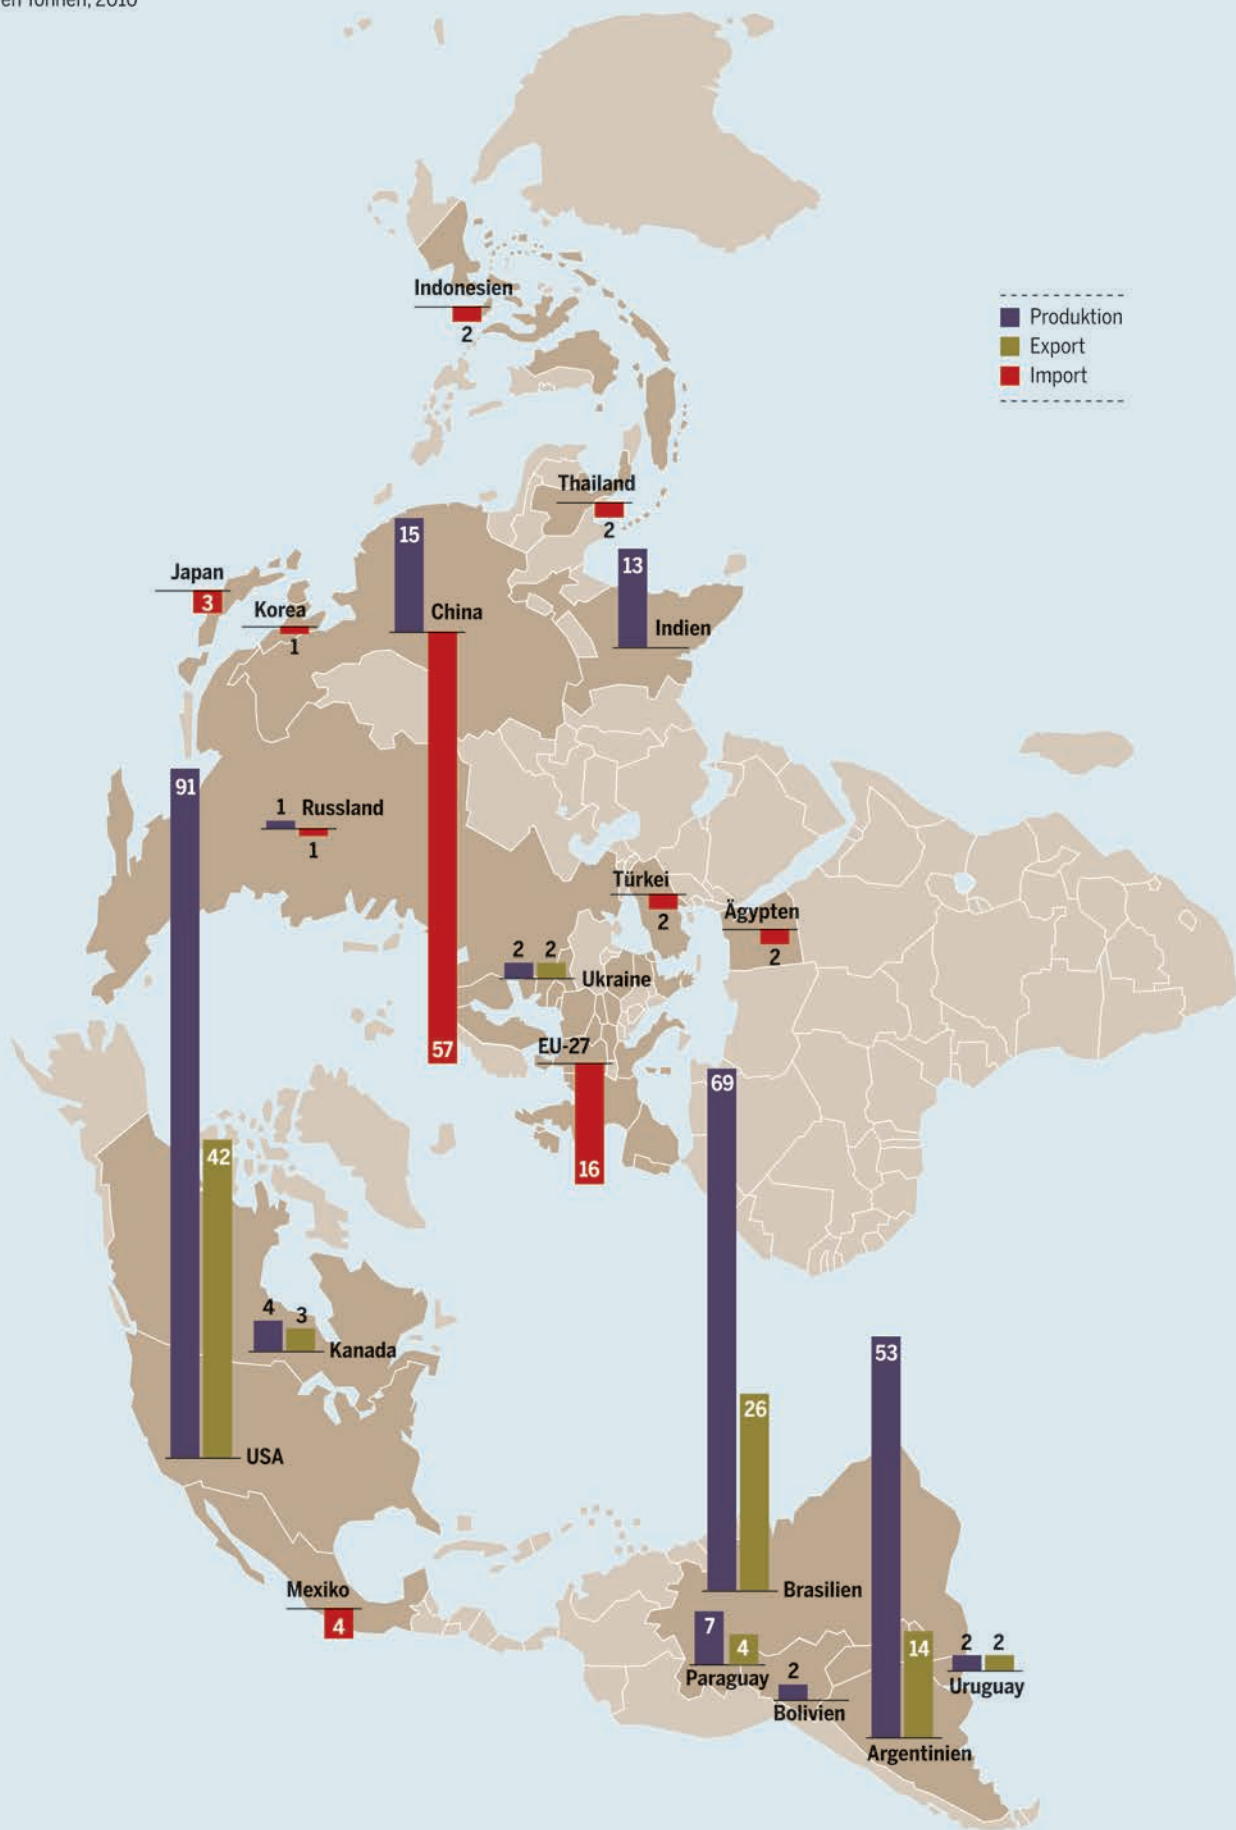 Tonnen, 2010
Indonesien
2
Produktion
Export
Import
Thailand
2
15
China
57
13
Indien
Japan
3
Korea
1
91
42
USA
1
Russland
1
Türkei
2
Ägypten
2
2
2
Ukraine
EU-27
16
69
26
Brasilien
4
3
Kanada
53
14
Argentinien
Mexiko
4
7
4
Paraguay
2
Bolivien
2
2
Uruguay